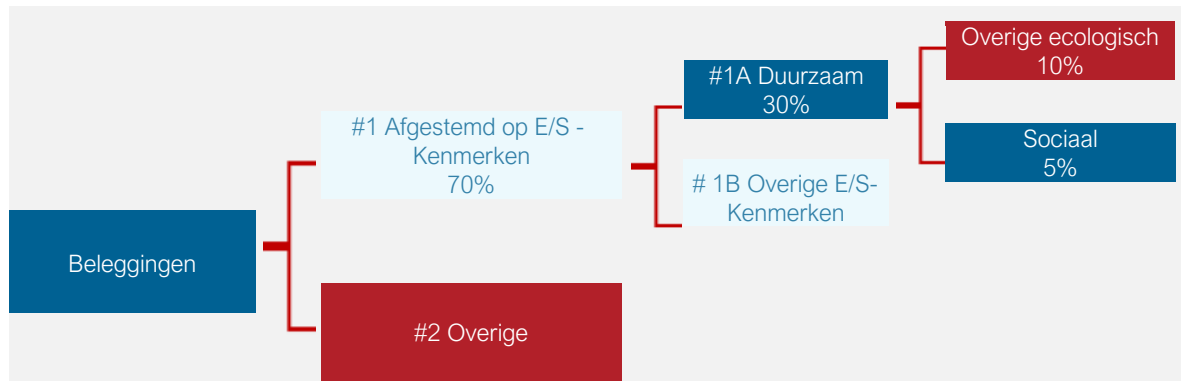 Beleggingen
#1 Afgestemd op E/S -
Kenmerken
70%
#2 Overige
#1A Duurzaam
30%
# 1B Overige E/S-
Kenmerken
Overige ecologisch
10%
Sociaal
5%